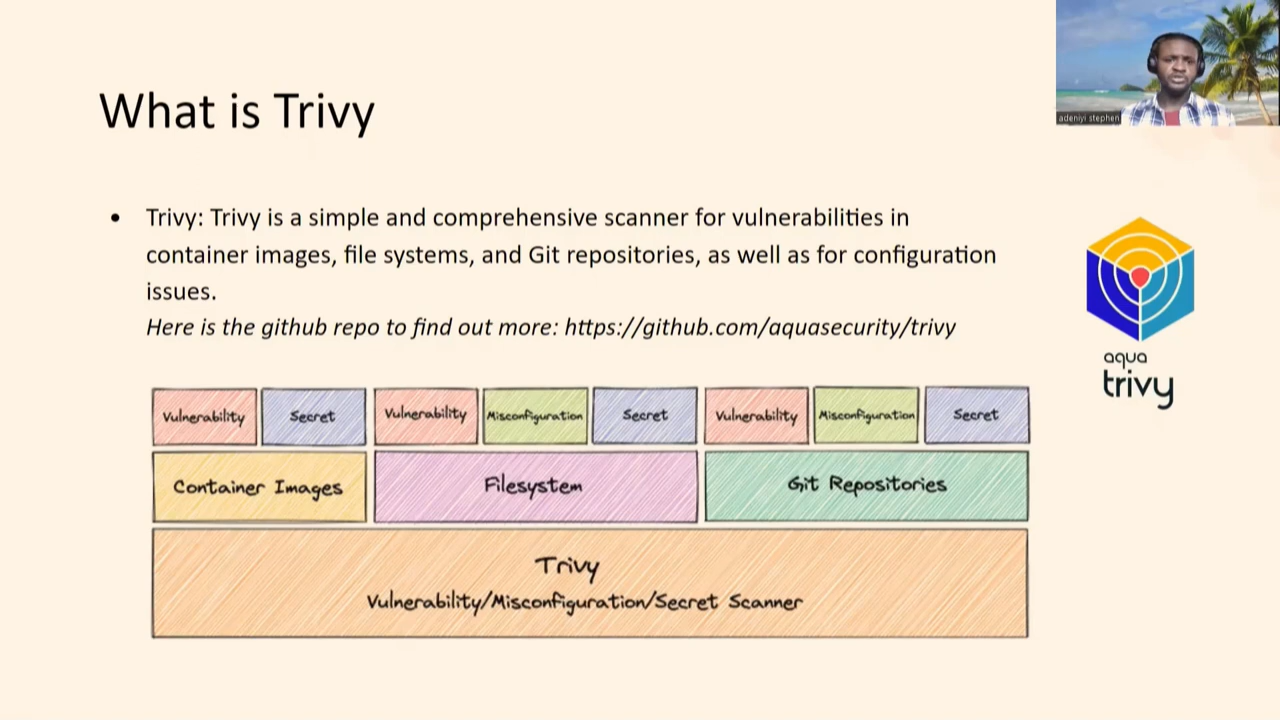 What is Trivy
adeniyi stephen
• Trivy: Trivy is a simple and comprehensive scanner for vulnerabilities in
container images, file systems, and Git repositories, as well as for configuration
issues.
Here is the github repo to find out more: https://github.com/aquasecurity/trivy
aqua
trivy
Vulnerability Secret Vulnerability Misconfiguration Secret Vulnerability Misconfiguration Secret
Container Images Filesystem Git Repositories
Trivy
Vulnerability/Misconfiguration/Secret Scanner